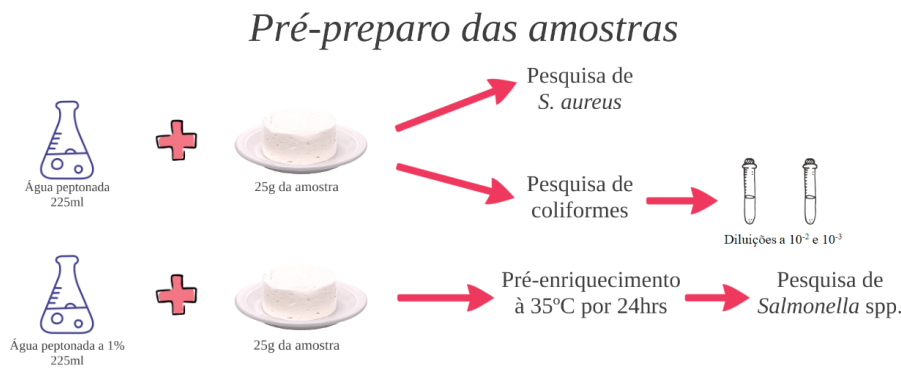 Pré-preparo das amostras
Pesquisa de
S. aureus
Água peptonada
225ml
25g da amostra
Pesquisa de
coliformes
Diluições a 10⁻² e 10⁻³
Pré-enriquecimento
à 35ºC por 24hrs
Pesquisa de
Salmonella spp.
Água peptonada a 1%
225ml
25g da amostra